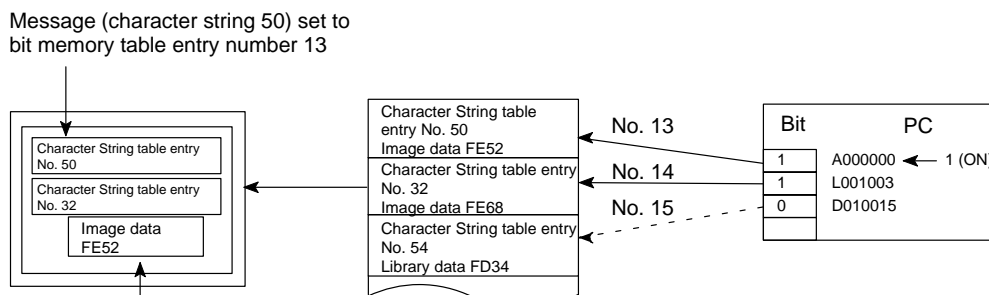 Message (character string 50) set to
bit memory table entry number 13
Character String table entry
No. 50
Character String table entry
No. 32
Image data
FE52
Character String table
entry No. 50
Image data FE52
Character String table entry
No. 32
Image data FE68
Character String table entry
No. 54
Library data FD34
No. 13
No. 14
No. 15
Bit PC
1 A000000 1 (ON)
1 L001003
0 D010015